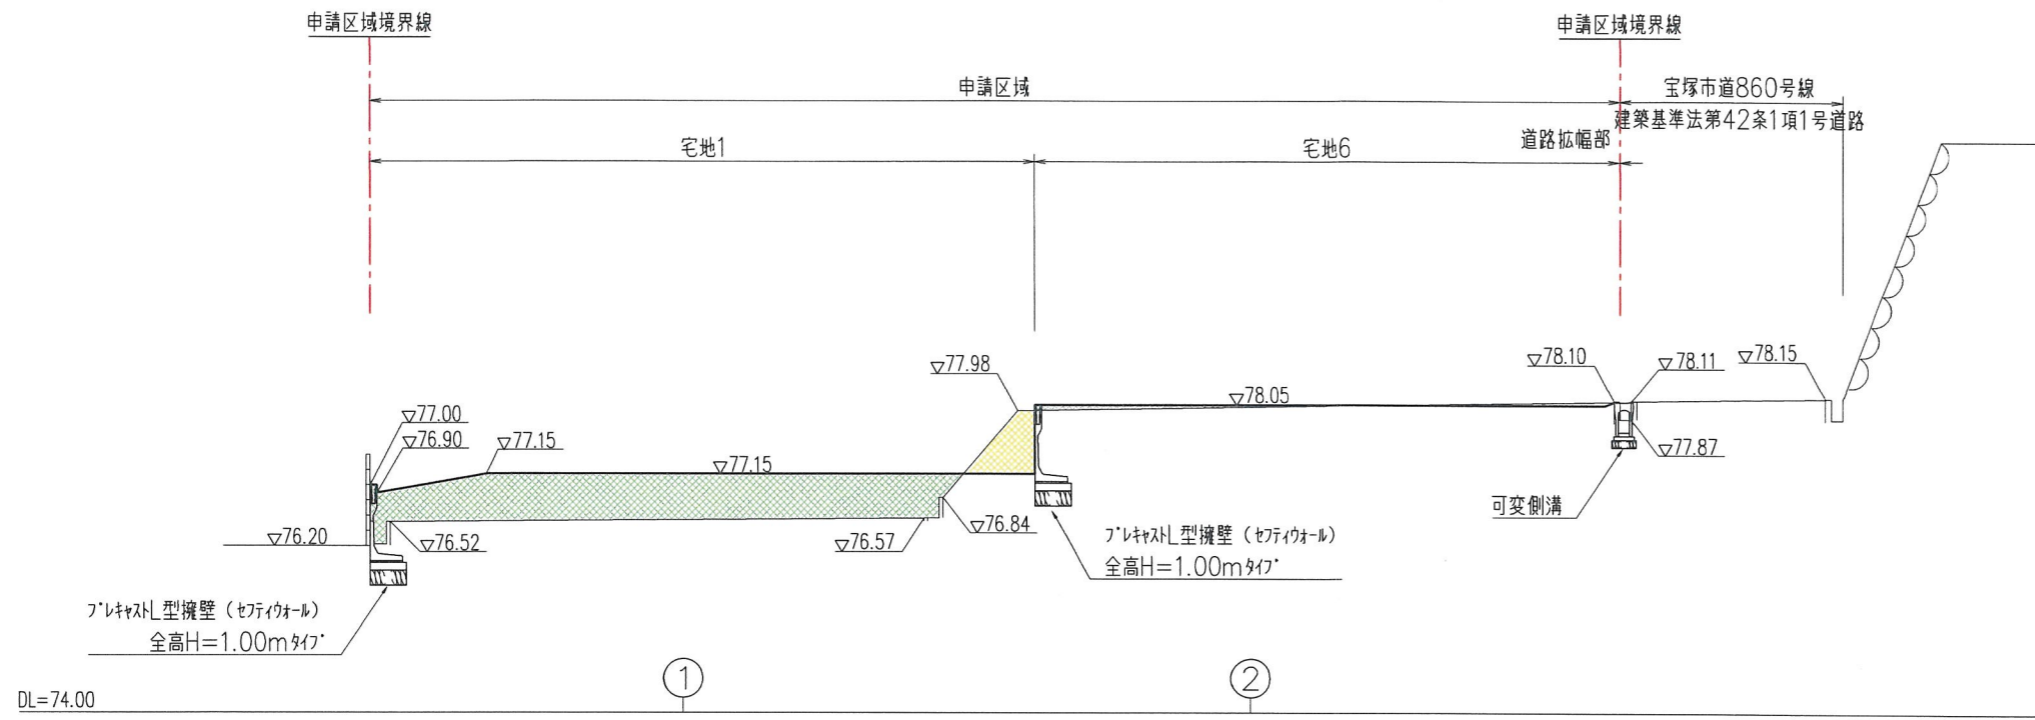 申請区域境界線
申請区域境界線
申請区域
宝塚市道860号線
建築基準法第42条1項1号道路
宅地1
宅地6
道路拡幅部
▽77.98
▽78.10
▽78.11
▽78.15
▽78.05
▽77.00
▽76.90
▽77.15
▽77.15
▽77.87
可変側溝
▽76.20
▽76.52
▽76.57
▽76.84
プレキャストL型擁壁(セフティウォール)
全高H=1.00mタイプ
プレキャストL型擁壁(セフティウォール)
全高H=1.00mタイプ
①
②
DL=74.00